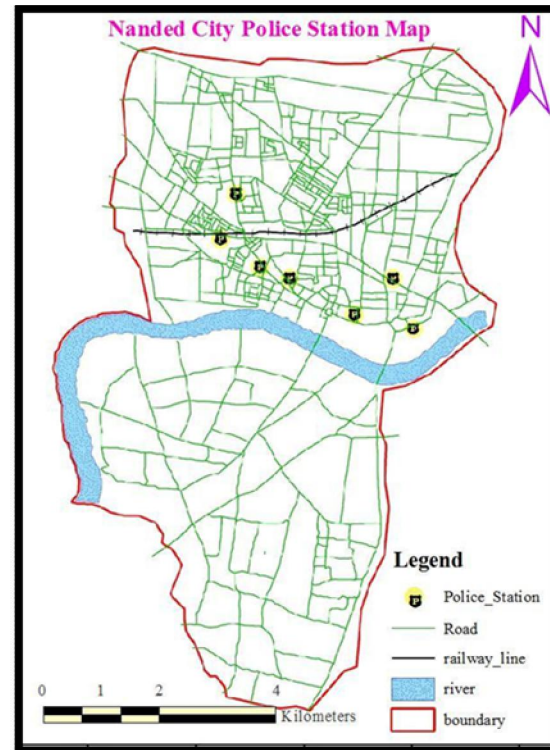 Nanded City Police Station Map
N
Legend
Police_Station
Road
railway_line
river
boundary
0 1 2 4
Kilometers